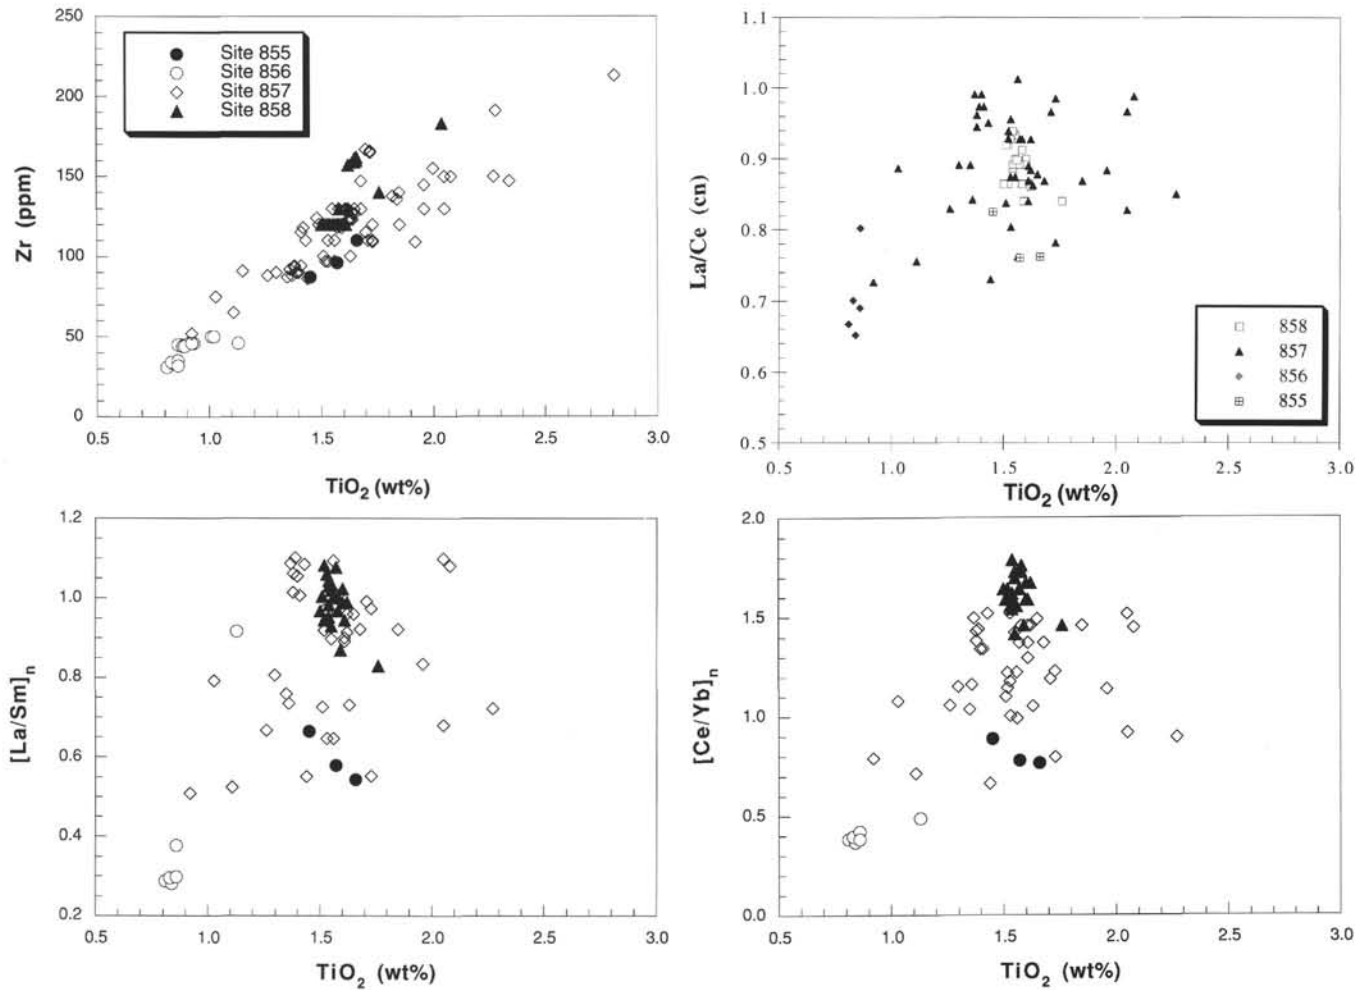 250
200
150
100
50
0
Zr (ppm)
Site 855
Site 856
Site 857
Site 858
0.5 1.0 1.5 2.0 2.5 3.0
TiO2 (wt%)
1.1
1.0
0.9
0.8
0.7
0.6
0.5
La/Ce (cn)
858
857
856
855
0.5 1.0 1.5 2.0 2.5 3.0
TiO2 (wt%)
1.2
1.0
0.8
0.6
0.4
0.2
[La/Sm]n
0.5 1.0 1.5 2.0 2.5 3.0
TiO2 (wt%)
2.0
1.5
1.0
0.5
0.0
[Ce/Yb]n
0.5 1.0 1.5 2.0 2.5 3.0
TiO2 (wt%)